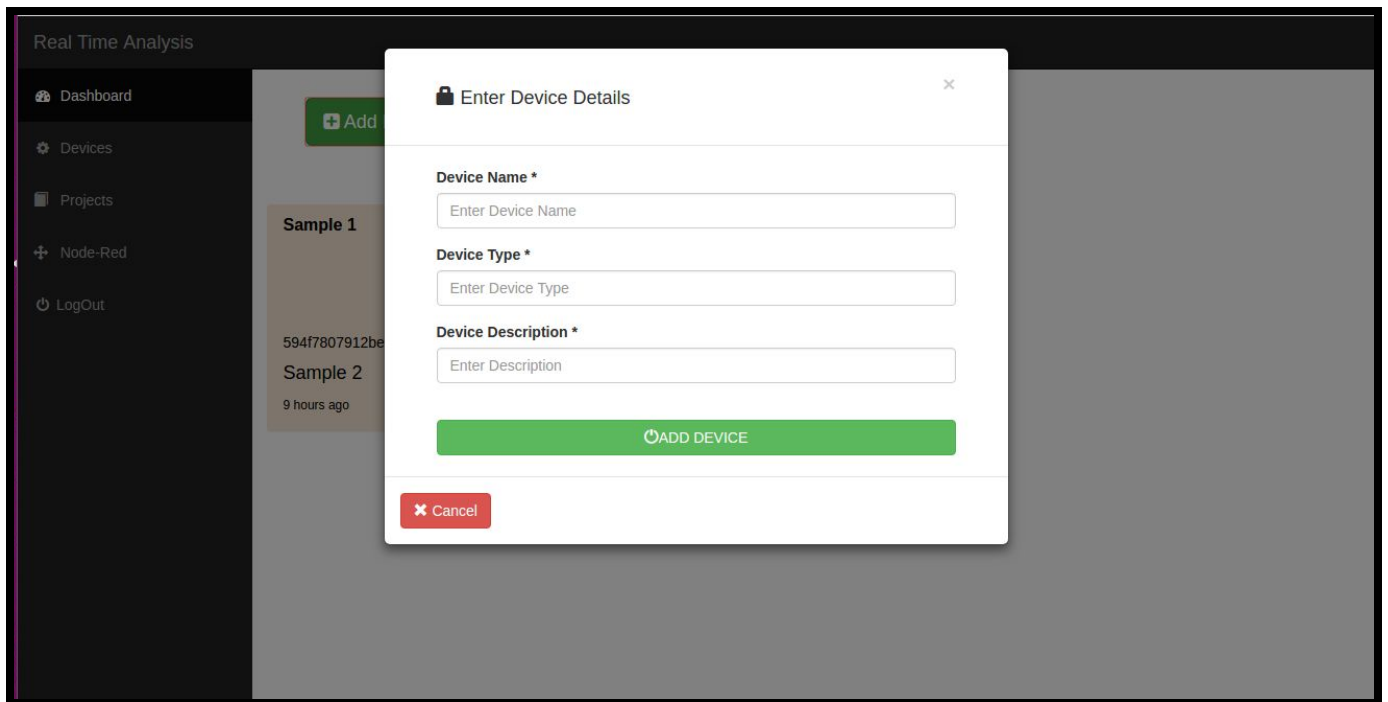 Real Time Analysis
Dashboard
Devices
Projects
Node-Red
LogOut
Add
Sample 1
594f7807912be
Sample 2
9 hours ago
Enter Device Details
×
Device Name *
Enter Device Name
Device Type *
Enter Device Type
Device Description *
Enter Description
ADD DEVICE
Cancel